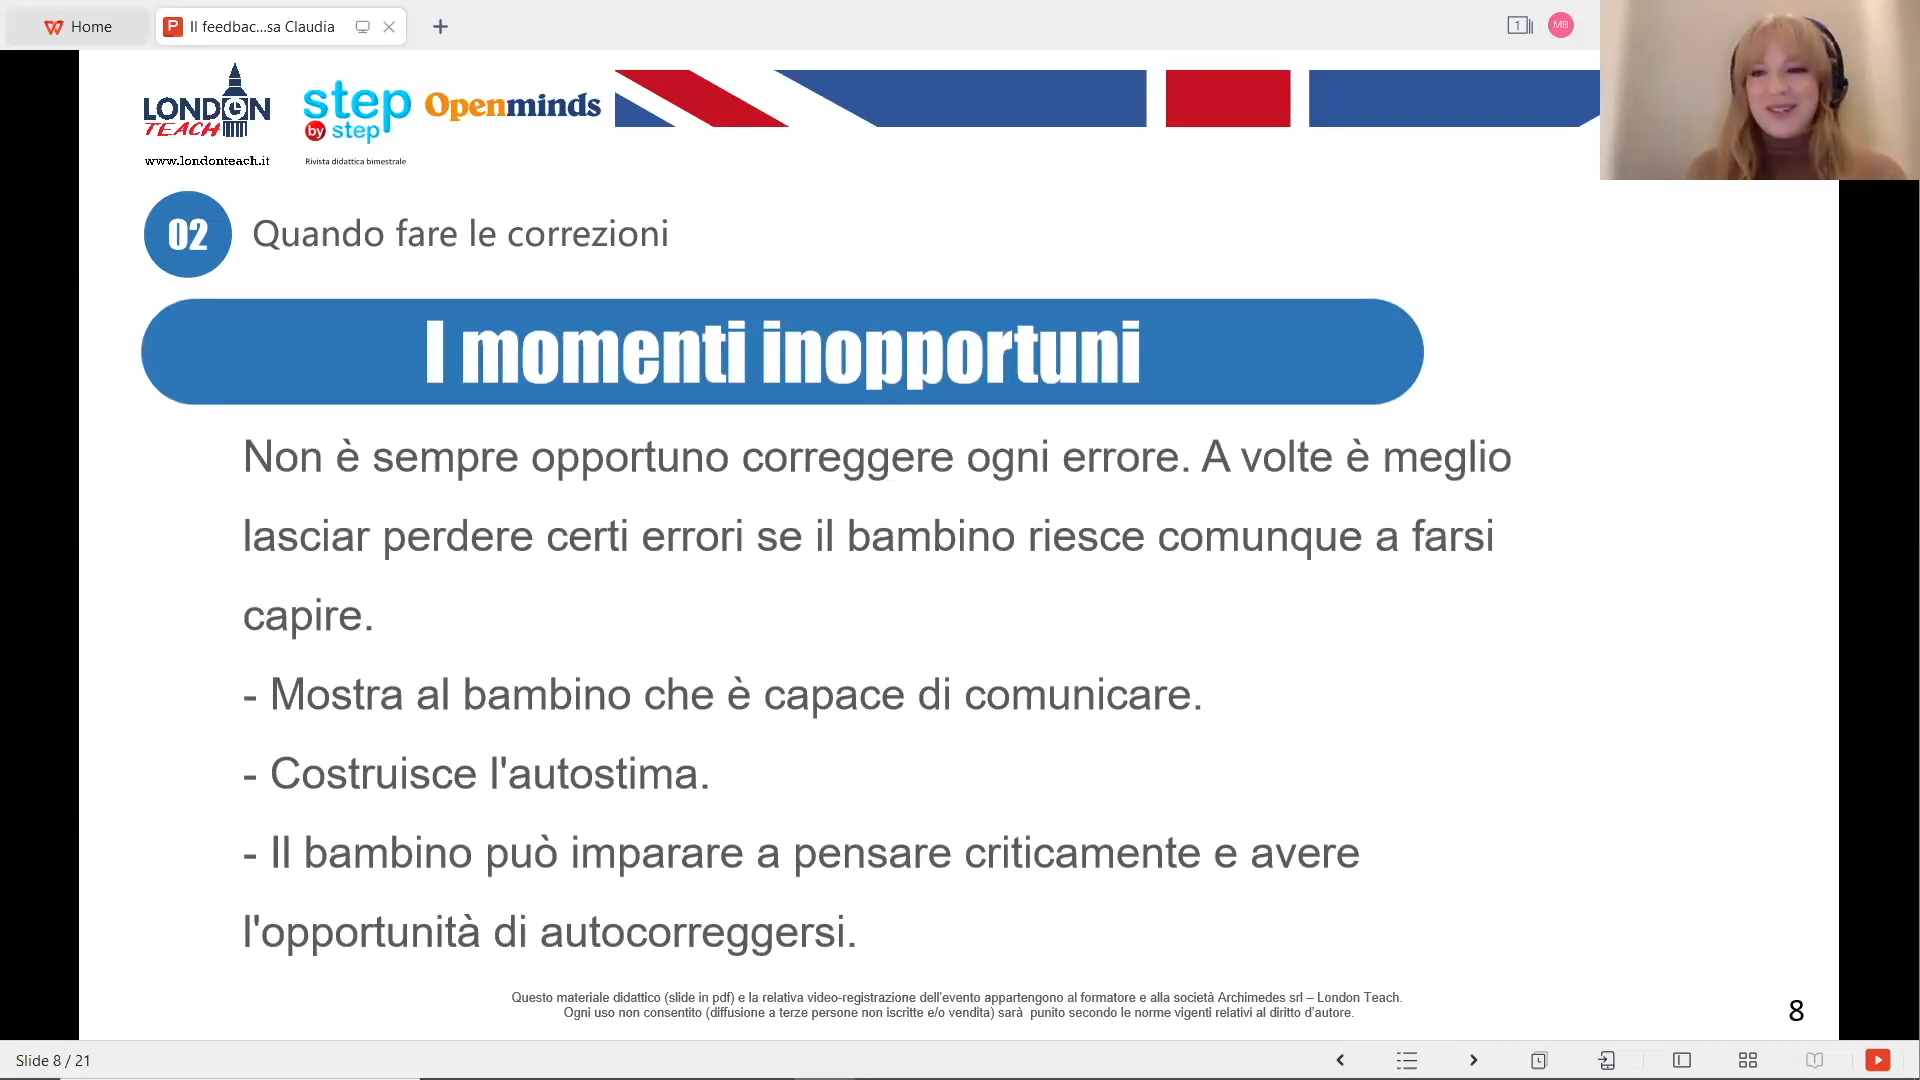 Home
Il feedbac...sa Claudia
1
MB
LONDON
TEACH
www.londonteach.it
step
by step
Rivista didattica bimestrale
Openminds
02
Quando fare le correzioni
I momenti inopportuni
Non è sempre opportuno correggere ogni errore. A volte è meglio
lasciar perdere certi errori se il bambino riesce comunque a farsi
capire.
- Mostra al bambino che è capace di comunicare.
- Costruisce l'autostima.
- Il bambino può imparare a pensare criticamente e avere
l'opportunità di autocorreggersi.
Questo materiale didattico (slide in pdf) e la relativa video-registrazione dell'evento appartengono al formatore e alla società Archimedes srl – London Teach.
Ogni uso non consentito (diffusione a terze persone non iscritte e/o vendita) sarà punito secondo le norme vigenti relativi al diritto d'autore.
8
Slide 8 / 21